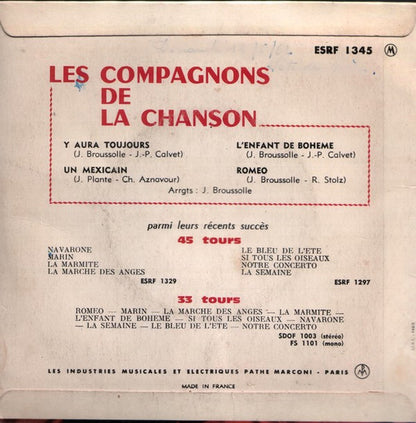 ESRF 1345 M
LES COMPAGNONS
DE
LA CHANSON
Y AURA TOUJOURS
(J. Broussolle - J.-P. Calvet)
L'ENFANT DE BOHEME
(J. Broussolle - J.-P. Calvet)
UN MEXICAIN
(J. Plante - Ch. Aznavour)
ROMEO
(J. Broussolle - R. Stolz)
Arrgts : J. Broussolle
parmi leurs récents succès
45 tours
NAVARONE
MARIN
LA MARMITE
LA MARCHE DES ANGES
ESRF 1329
LE BLEU DE L'ETE
SI TOUS LES OISEAUX
NOTRE CONCERTO
LA SEMAINE
ESRF 1297
33 tours
ROMEO — MARIN — LA MARCHE DES ANGES — LA MARMITE —
L'ENFANT DE BOHEME — SI TOUS LES OISEAUX — NAVARONE
— LA SEMAINE — LE BLEU DE L'ETE — NOTRE CONCERTO
SDOF 1003 (stéréo)
FS 1101 (mono)
LES INDUSTRIES MUSICALES ET ELECTRIQUES PATHE MARCONI - PARIS
MADE IN FRANCE